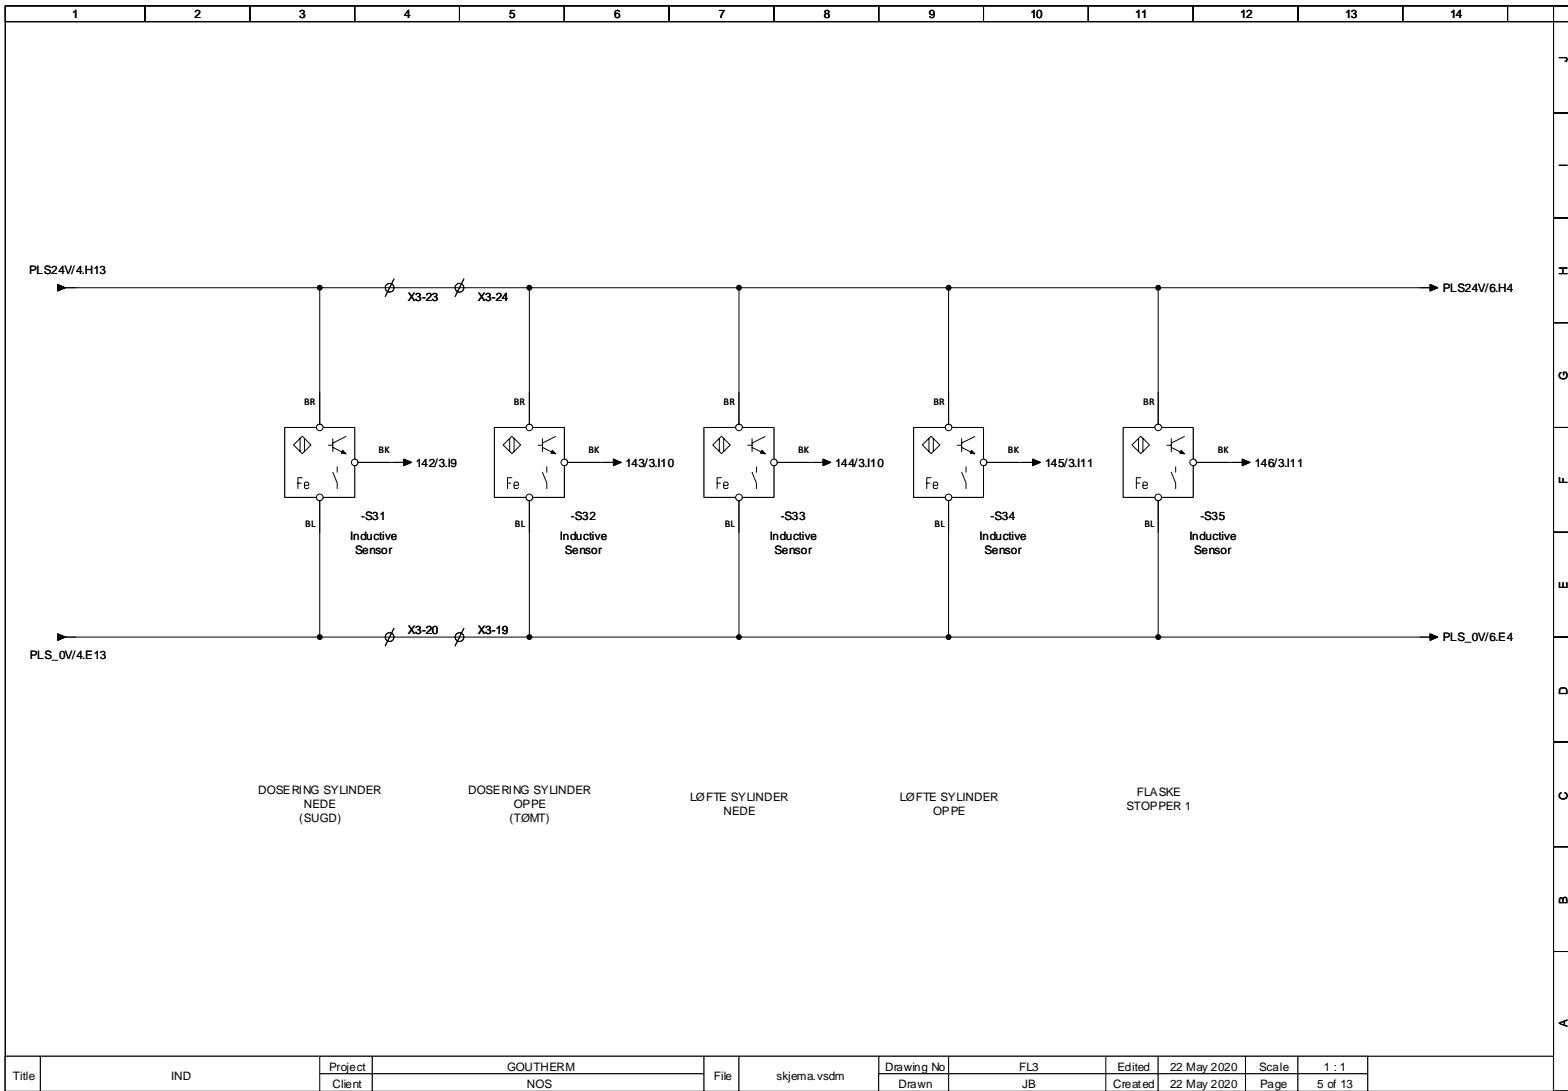 1 2 3 4 5 6 7 8 9 10 11 12 13 14
J
I
H
G
F
E
D
C
B
A
PLS24V/4.H13
X3-23 X3-24
PLS24V/6.H4
BR BR BR BR BR
BK BK BK BK BK
142/3.I9 143/3.I10 144/3.I10 145/3.I11 146/3.I11
Fe Fe Fe Fe Fe
BL BL BL BL BL
-S31 -S32 -S33 -S34 -S35
Inductive Inductive Inductive Inductive Inductive
Sensor Sensor Sensor Sensor Sensor
X3-20 X3-19
PLS_0V/6.E4
PLS_0V/4.E13
DOSERING SYLINDER
NEDE
(SUGD)
DOSERING SYLINDER
OPPE
(TØMT)
LØFTE SYLINDER
NEDE
LØFTE SYLINDER
OPPE
FLASKE
STOPPER 1
Title IND
Project GOUTHERM
Client NOS
File skjema.vsdm
Drawing No FL3
Drawn JB
Edited 22 May 2020
Created 22 May 2020
Scale 1 : 1
Page 5 of 13